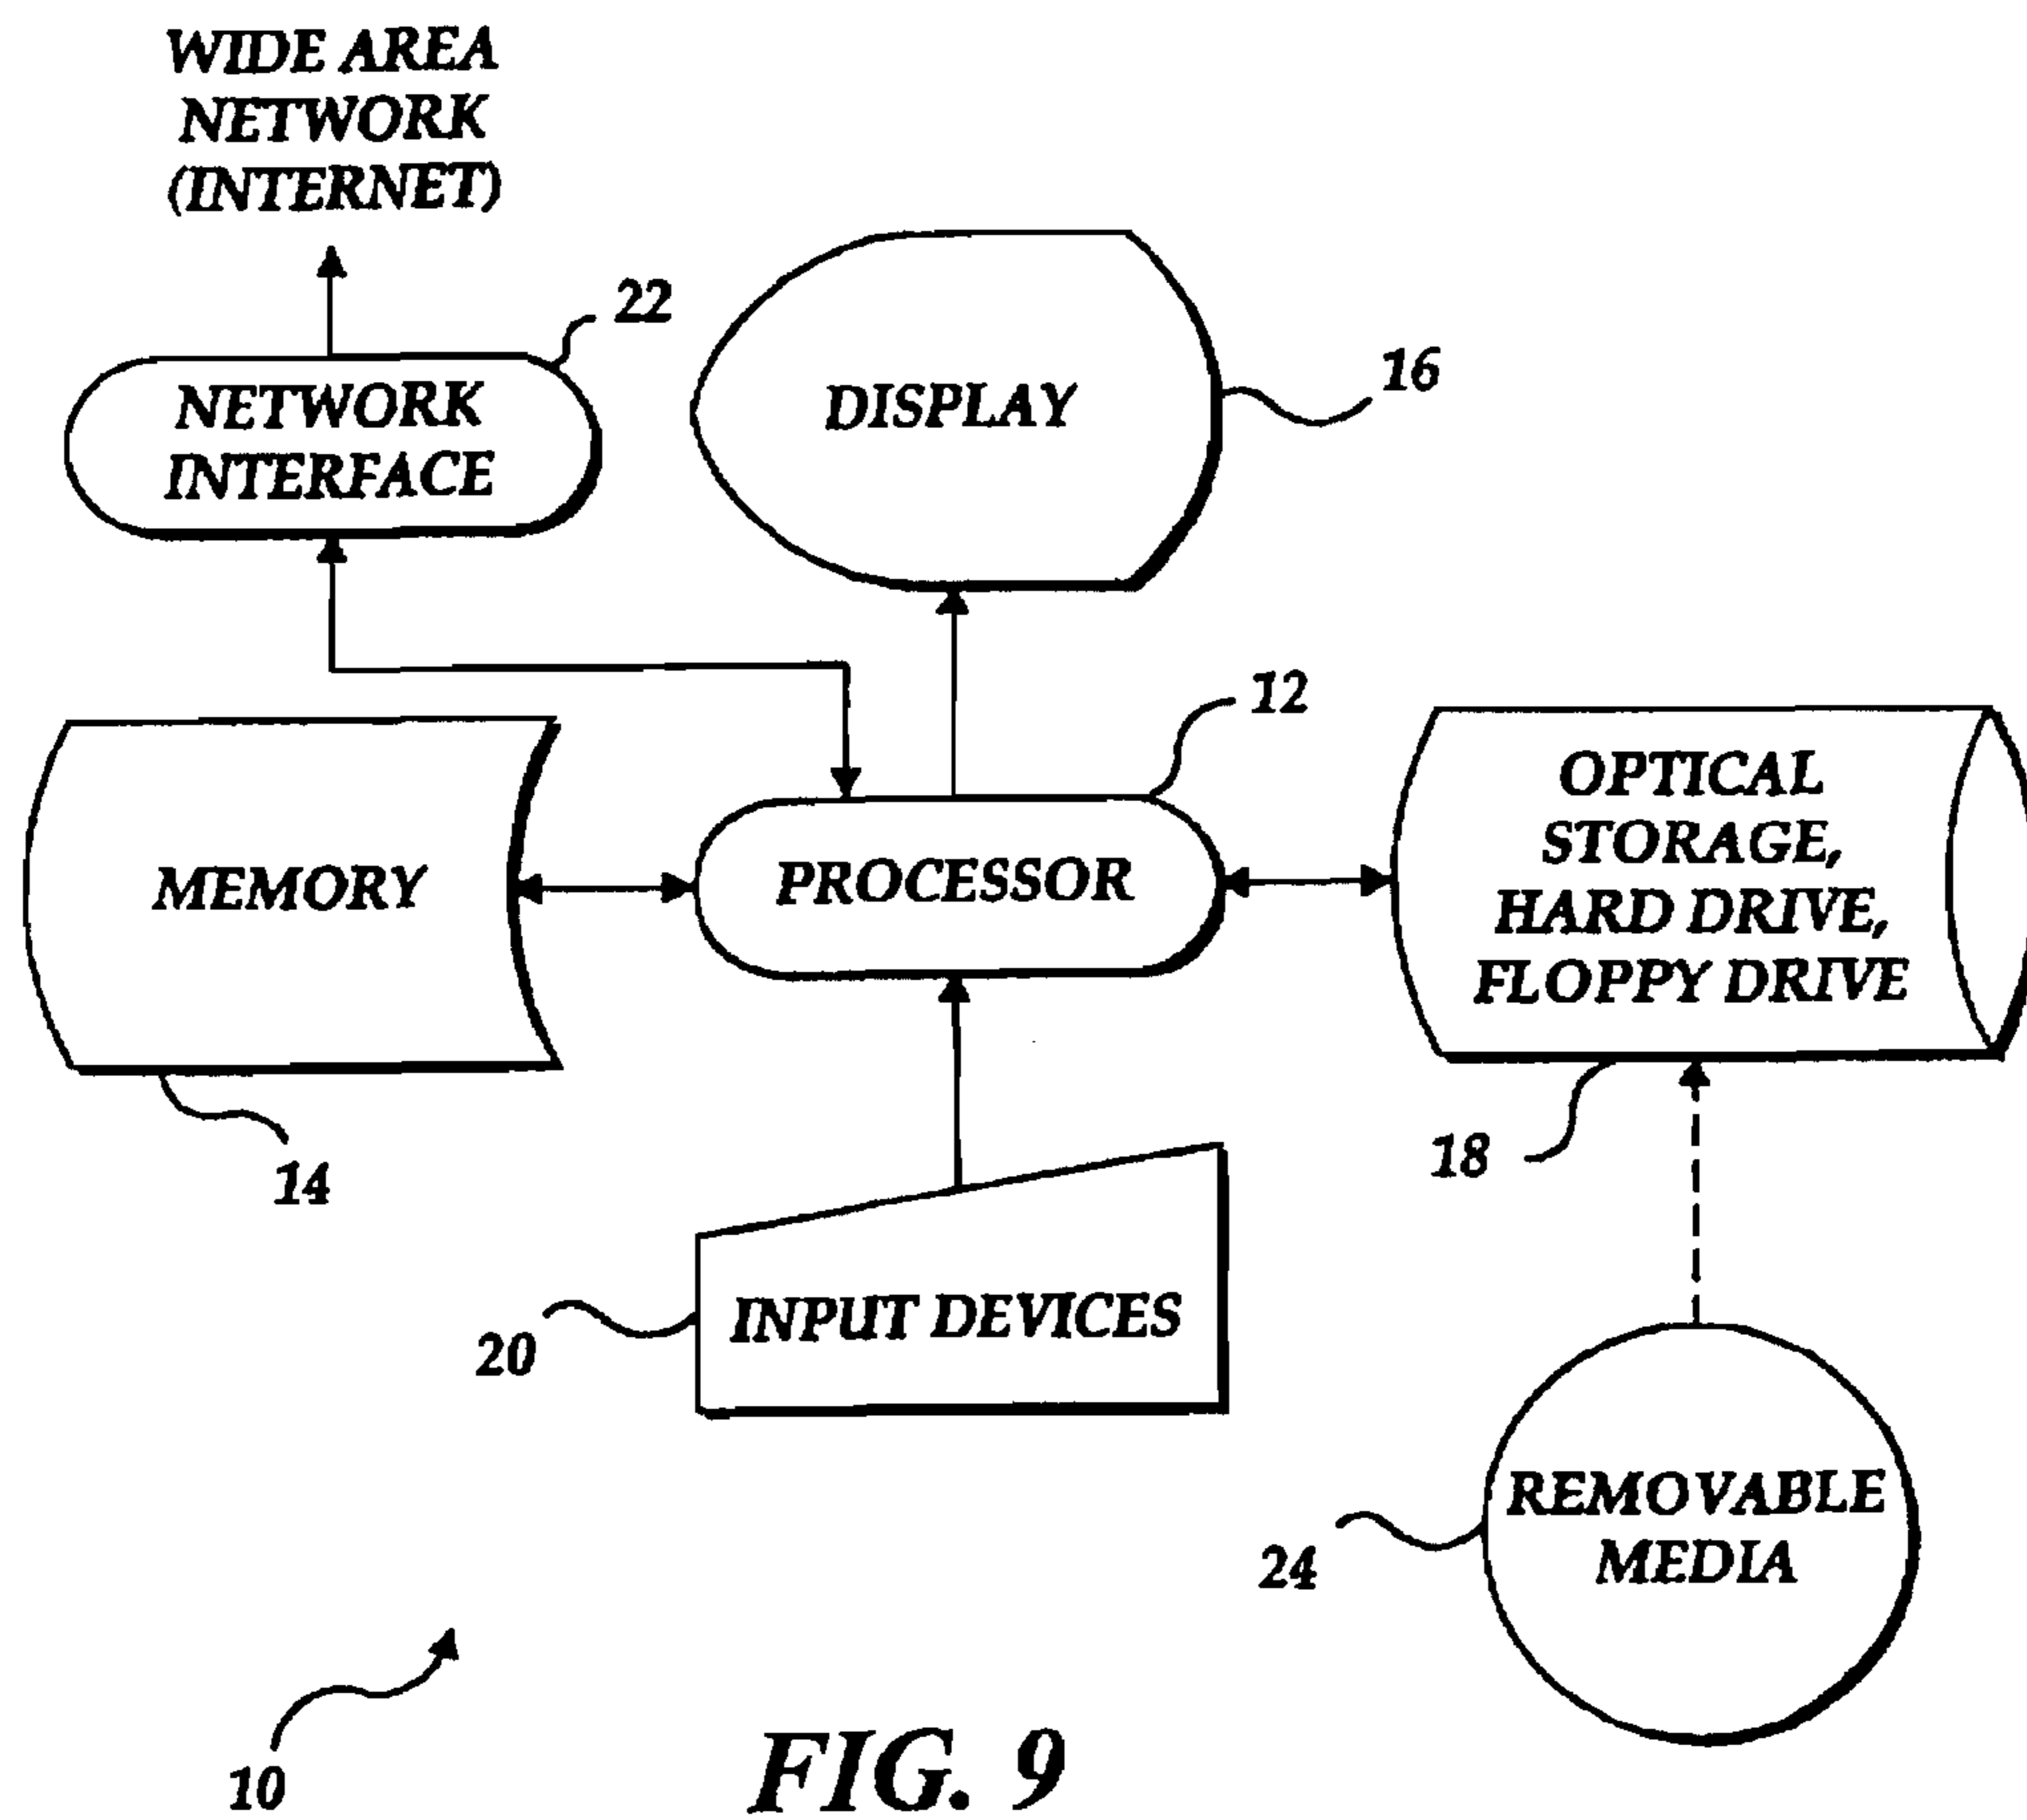 WIDE AREA
NETWORK
(INTERNET)
22
NETWORK
INTERFACE
DISPLAY
16
12
MEMORY
14
PROCESSOR
OPTICAL
STORAGE,
HARD DRIVE,
FLOPPY DRIVE
18
20
INPUT DEVICES
24
REMOVABLE
MEDIA
10
FIG. 9